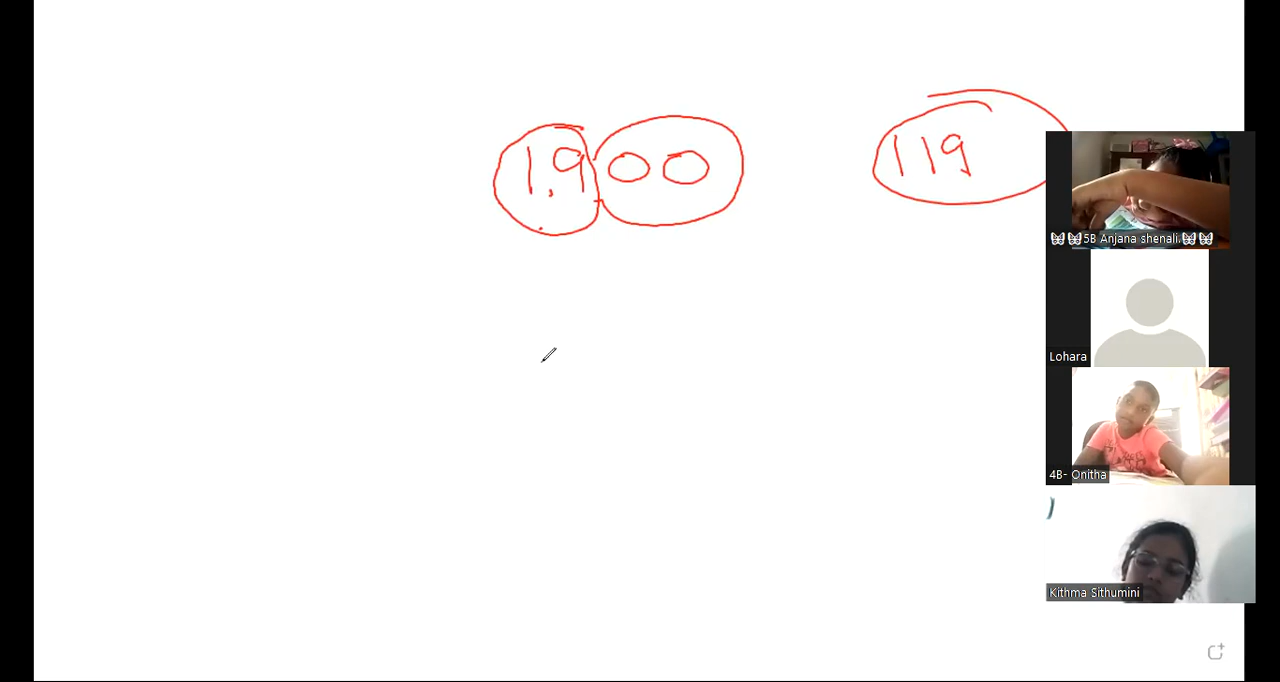 1.900 119
5B Anjana shenali
Lohara
4B- Onitha
Kithma Sithumini